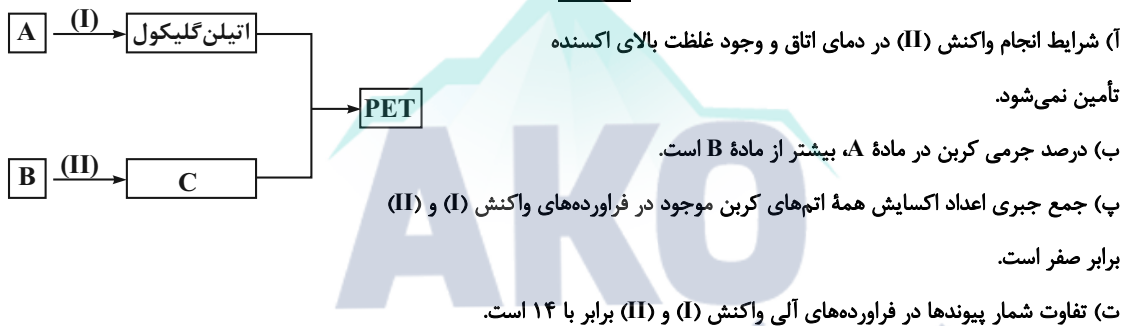 A (I) اتیلن‌گلیکول
PET
B (II) C
آ) شرایط انجام واکنش (II) در دمای اتاق و وجود غلظت بالای اکسنده
تأمین نمی‌شود.
ب) درصد جرمی کربن در مادهٔ A، بیشتر از مادهٔ B است.
پ) جمع جبری اعداد اکسایش همهٔ اتم‌های کربن موجود در فراورده‌های واکنش (I) و (II)
برابر صفر است.
ت) تفاوت شمار پیوندها در فراورده‌های آلی واکنش (I) و (II) برابر با ۱۴ است.
AKO